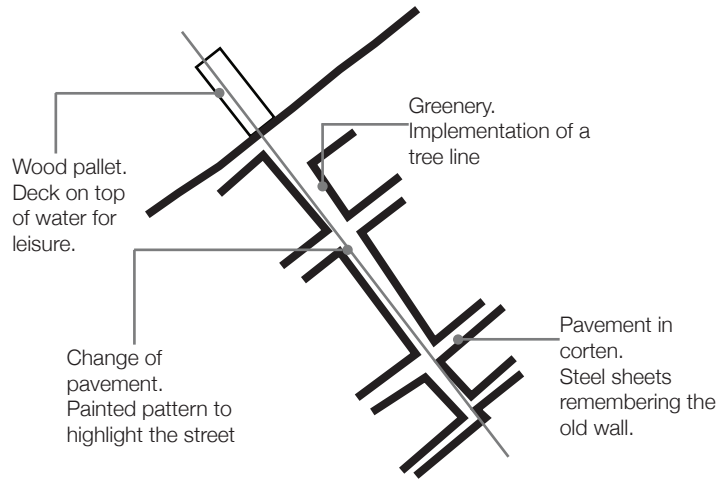 Greenery.
Implementation of a
tree line
Wood pallet.
Deck on top
of water for
leisure.
Pavement in
corten.
Steel sheets
remembering the
old wall.
Change of
pavement.
Painted pattern to
highlight the street